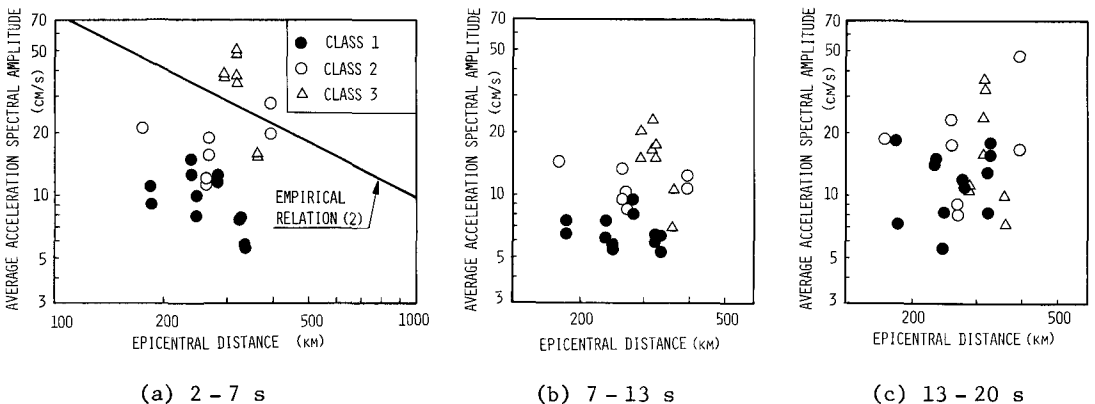 AVERAGE ACCELERATION SPECTRAL AMPLITUDE
(CM/S)
70
50
20
10
5
3
● CLASS 1
○ CLASS 2
△ CLASS 3
EMPIRICAL
RELATION (2)
100
200
300
500
1000
EPICENTRAL DISTANCE (KM)
(a) 2 – 7 s
AVERAGE ACCELERATION SPECTRAL AMPLITUDE
(CM/S)
70
50
20
10
5
3
200
500
EPICENTRAL DISTANCE (KM)
(b) 7 – 13 s
AVERAGE ACCELERATION SPECTRAL AMPLITUDE
(CM/S)
70
50
20
10
5
3
200
500
EPICENTRAL DISTANCE (KM)
(c) 13 – 20 s